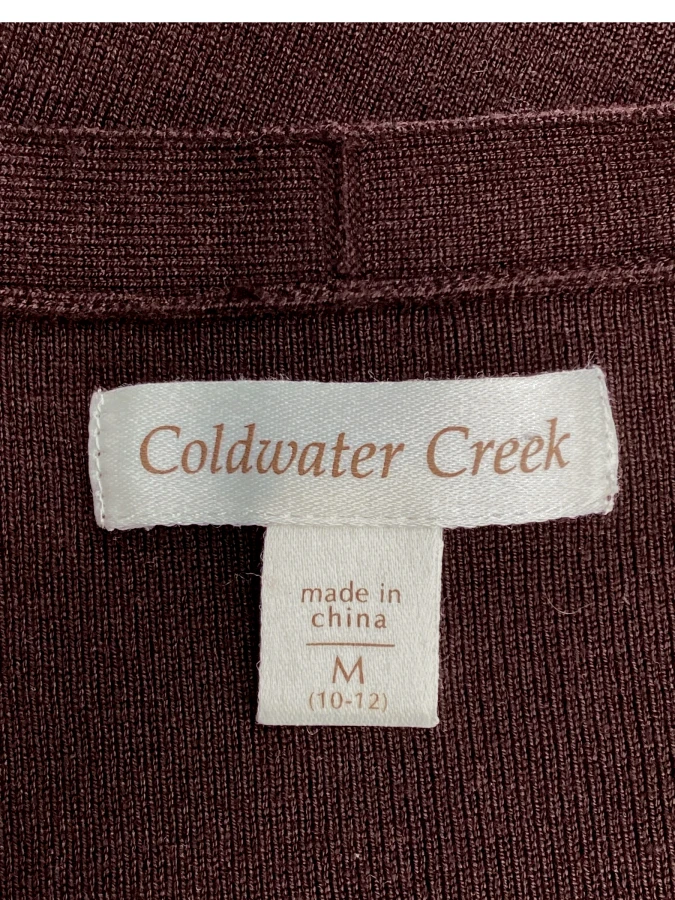 Coldwater Creek
made in
china
M
(10-12)